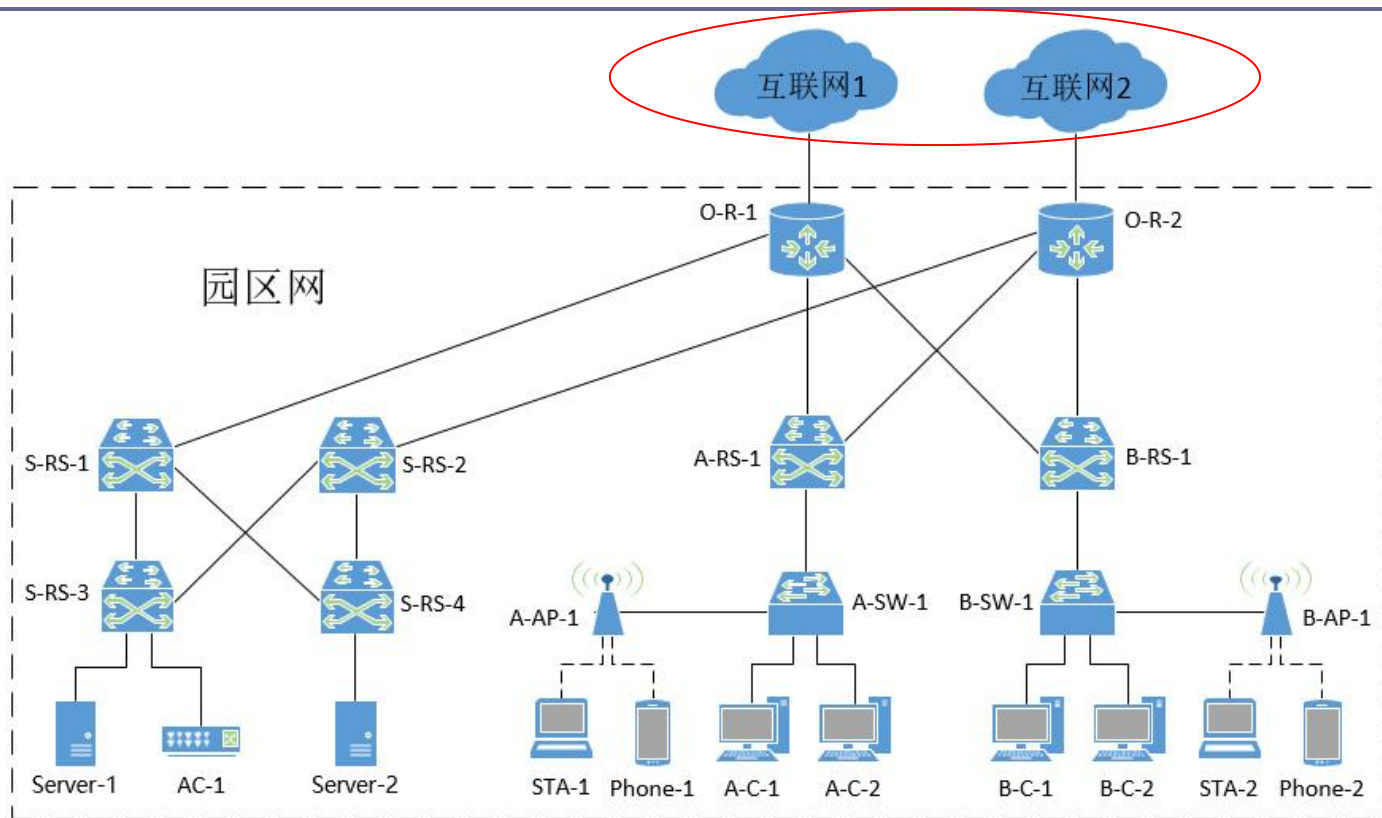 互联网1
互联网2
O-R-1
O-R-2
园区网
S-RS-1
S-RS-2
A-RS-1
B-RS-1
S-RS-3
S-RS-4
A-AP-1
A-SW-1
B-SW-1
B-AP-1
Server-1
AC-1
Server-2
STA-1
Phone-1
A-C-1
A-C-2
B-C-1
B-C-2
STA-2
Phone-2